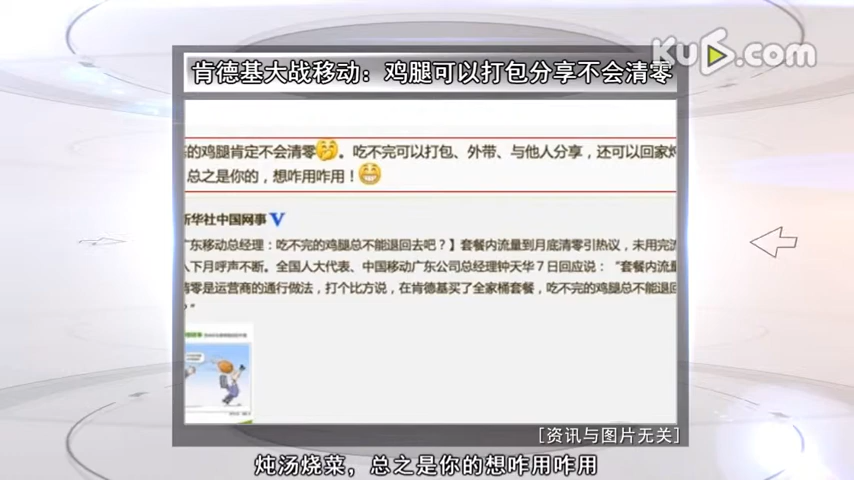 Ku6.com
肯德基大战移动：鸡腿可以打包分享不会清零
的鸡腿肯定不会清零。吃不完可以打包、外带、与他人分享，还可以回家
总之是你的，想咋用咋用！
新华社中国网事V
广东移动总经理：吃不完的鸡腿总不能退回去吧？】套餐内流量到月底清零引热议，未用完流
入下月呼声不断。全国人大代表、中国移动广东公司总经理钟天华7日回应说：“套餐内流量
清零是运营商的通行做法，打个比方说，在肯德基买了全家桶套餐，吃不完的鸡腿总不能退回
”
[资讯与图片无关]
炖汤烧菜，总之是你的想咋用咋用